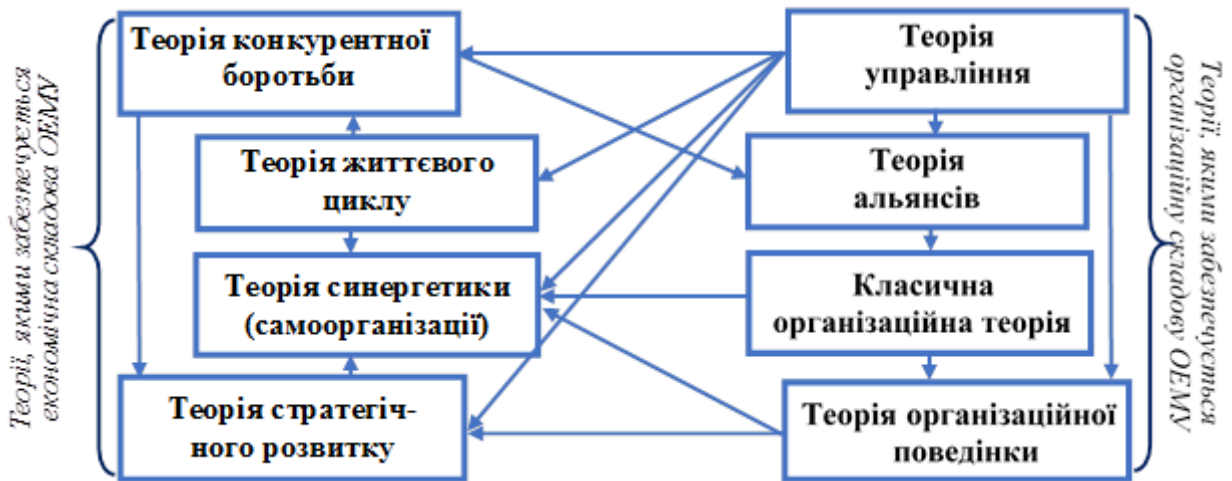 Теорії, якими забезпечується
економічна складова ОЕМУ
Теорія конкурентної
боротьби
Теорія життєвого
циклу
Теорія синергетики
(самоорганізації)
Теорія стратегіч-
ного розвитку
Теорія
управління
Теорія
альянсів
Класична
організаційна теорія
Теорія організаційної
поведінки
Теорії, якими забезпечується
організаційну складову ОЕМУ